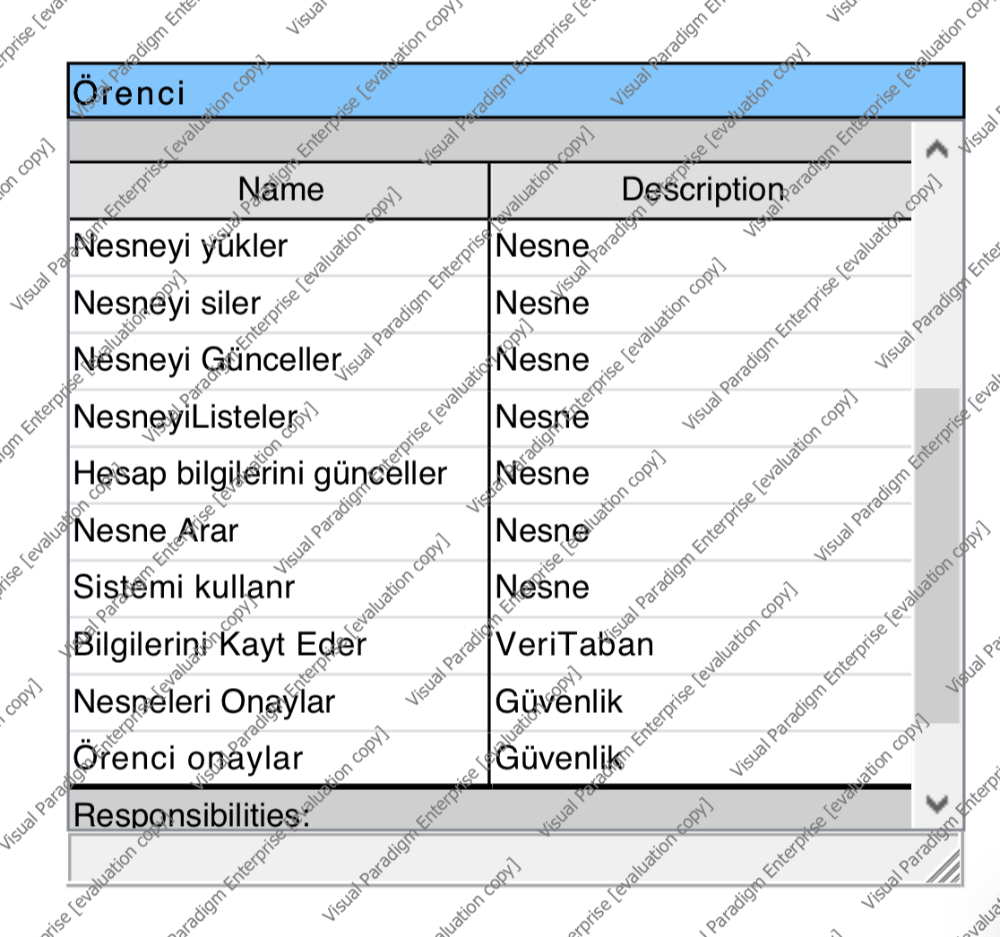 Örenci
Name Description
Nesneyi yükler Nesne
Nesneyi siler Nesne
Nesneyi Günceller Nesne
NesneyiListeler Nesne
Hesap bilgilerini günceller Nesne
Nesne Arar Nesne
Sistemi kullanr Nesne
Bilgilerini Kayt Eder VeriTaban
Nesneleri Onaylar Güvenlik
Örenci onaylar Güvenlik
Responsibilities:
Visual Paradigm Enterprise [evaluation copy]